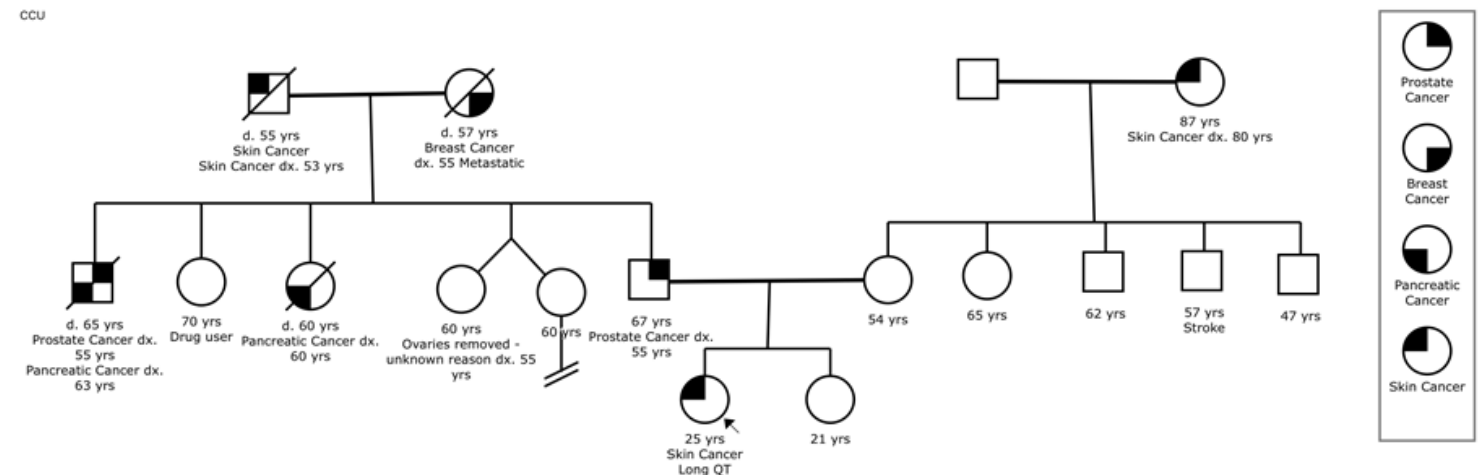 CCU
d. 55 yrs
Skin Cancer
Skin Cancer dx. 53 yrs
d. 57 yrs
Breast Cancer
dx. 55 Metastatic
87 yrs
Skin Cancer dx. 80 yrs
d. 65 yrs
Prostate Cancer dx.
55 yrs
Pancreatic Cancer dx.
63 yrs
70 yrs
Drug user
d. 60 yrs
Pancreatic Cancer dx.
60 yrs
60 yrs
Ovaries removed -
unknown reason dx. 55
yrs
60 yrs
67 yrs
Prostate Cancer dx.
55 yrs
54 yrs
65 yrs
62 yrs
57 yrs
Stroke
47 yrs
25 yrs
Skin Cancer
Long QT
21 yrs
Prostate
Cancer
Breast
Cancer
Pancreatic
Cancer
Skin Cancer